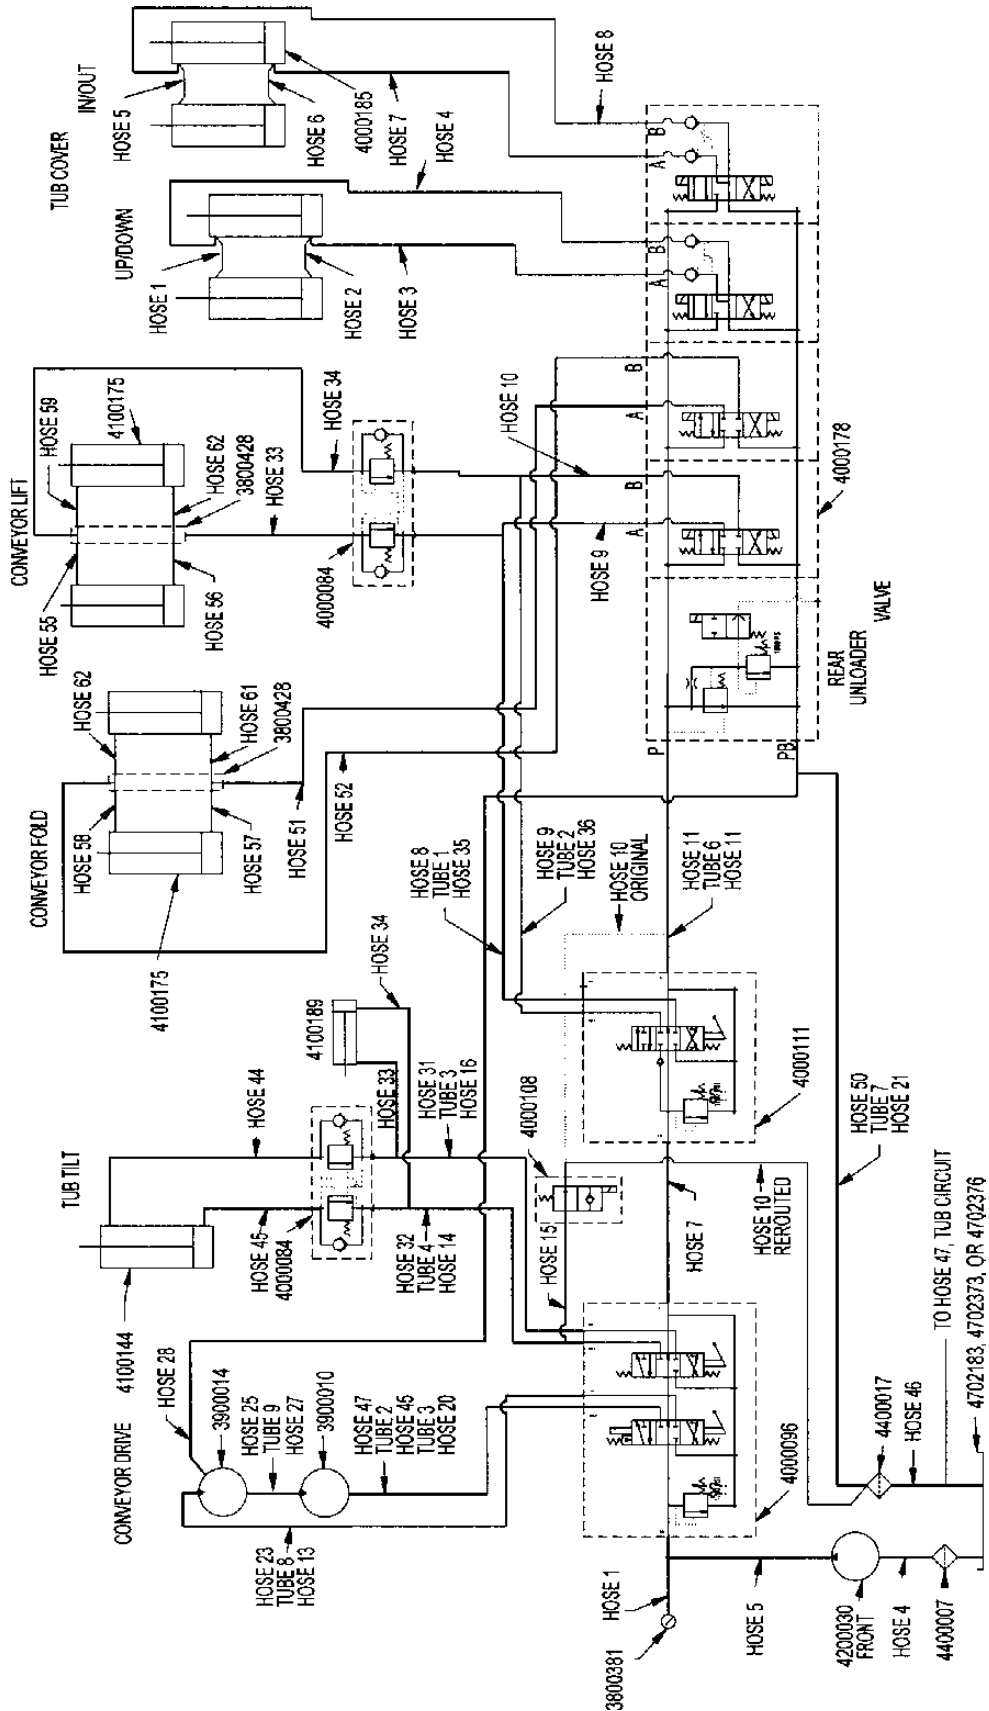 TUB COVER
IN/OUT
HOSE 5
HOSE 6
4000185
HOSE 7
HOSE 4
HOSE 8
UP/DOWN
HOSE 1
HOSE 2
HOSE 3
CONVEYOR LIFT
HOSE 59
4100175
HOSE 62
3800428
HOSE 33
HOSE 34
HOSE 55
HOSE 56
4000084
HOSE 10
HOSE 9
A
B
A
B
A
B
A
B
4000178
REAR
UNLOADER
VALVE
P
PB
CONVEYOR FOLD
HOSE 62
HOSE 61
3800428
HOSE 58
HOSE 57
HOSE 51
HOSE 52
4100175
HOSE 8
TUBE 1
HOSE 35
HOSE 9
TUBE 2
HOSE 36
HOSE 10
ORIGINAL
HOSE 11
TUBE 6
HOSE 11
TUB TILT
HOSE 44
4100189
HOSE 34
HOSE 33
HOSE 31
TUBE 3
HOSE 16
4000108
4000111
4100144
HOSE 45
4000084
HOSE 32
TUBE 4
HOSE 14
HOSE 15
HOSE 7
HOSE 10
REROUTED
HOSE 50
TUBE 7
HOSE 21
CONVEYOR DRIVE
HOSE 28
3900014
HOSE 25
TUBE 9
HOSE 27
3900010
HOSE 47
TUBE 2
HOSE 45
TUBE 3
HOSE 20
HOSE 23
TUBE 8
HOSE 13
4000096
4400017
HOSE 46
TO HOSE 47, TUB CIRCUIT
4702183, 4702373, OR 4702376
HOSE 1
3800381
HOSE 5
4200030
FRONT
HOSE 4
4400007